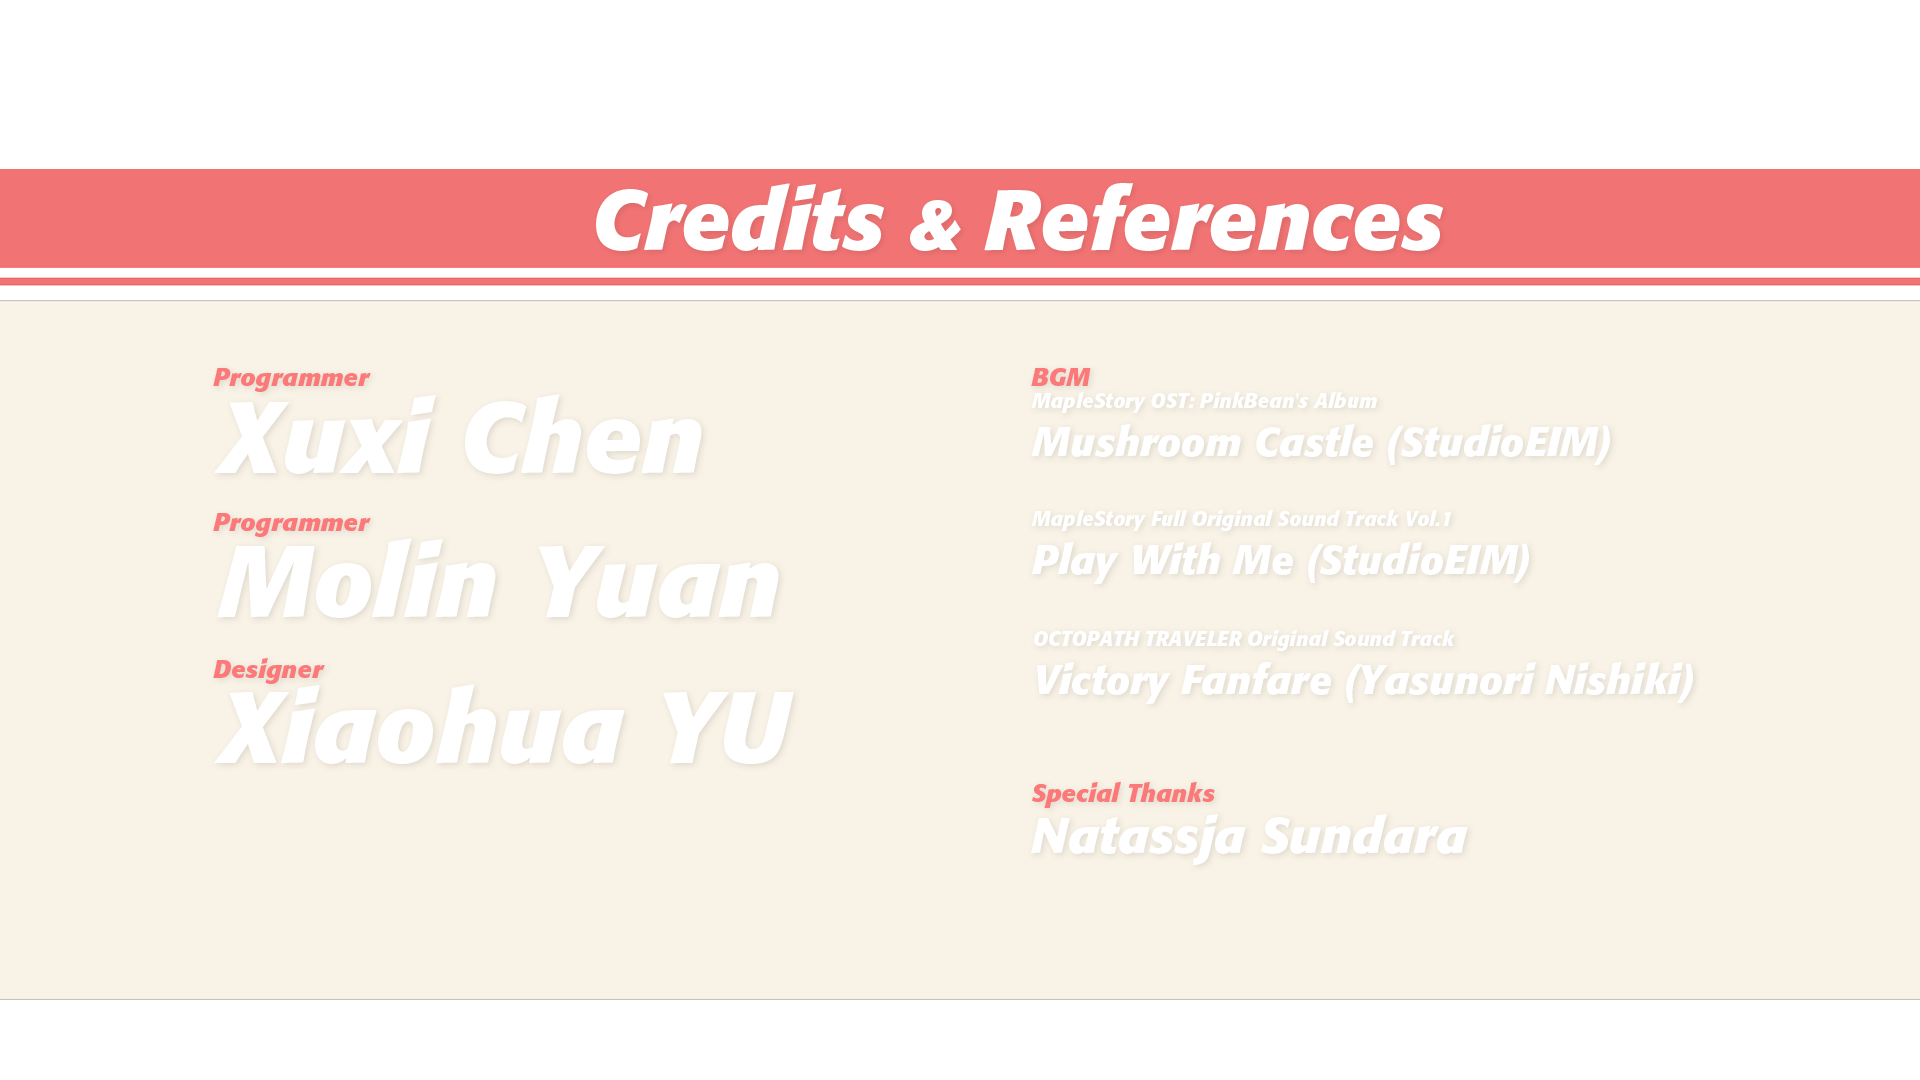 Credits & References
Programmer
Xuxi Chen
Programmer
Molin Yuan
Designer
Xiaohua YU
BGM
MapleStory OST: PinkBean's Album
Mushroom Castle (StudioEIM)
MapleStory Full Original Sound Track Vol.1
Play With Me (StudioEIM)
OCTOPATH TRAVELER Original Sound Track
Victory Fanfare (Yasunori Nishiki)
Special Thanks
Natassja Sundara